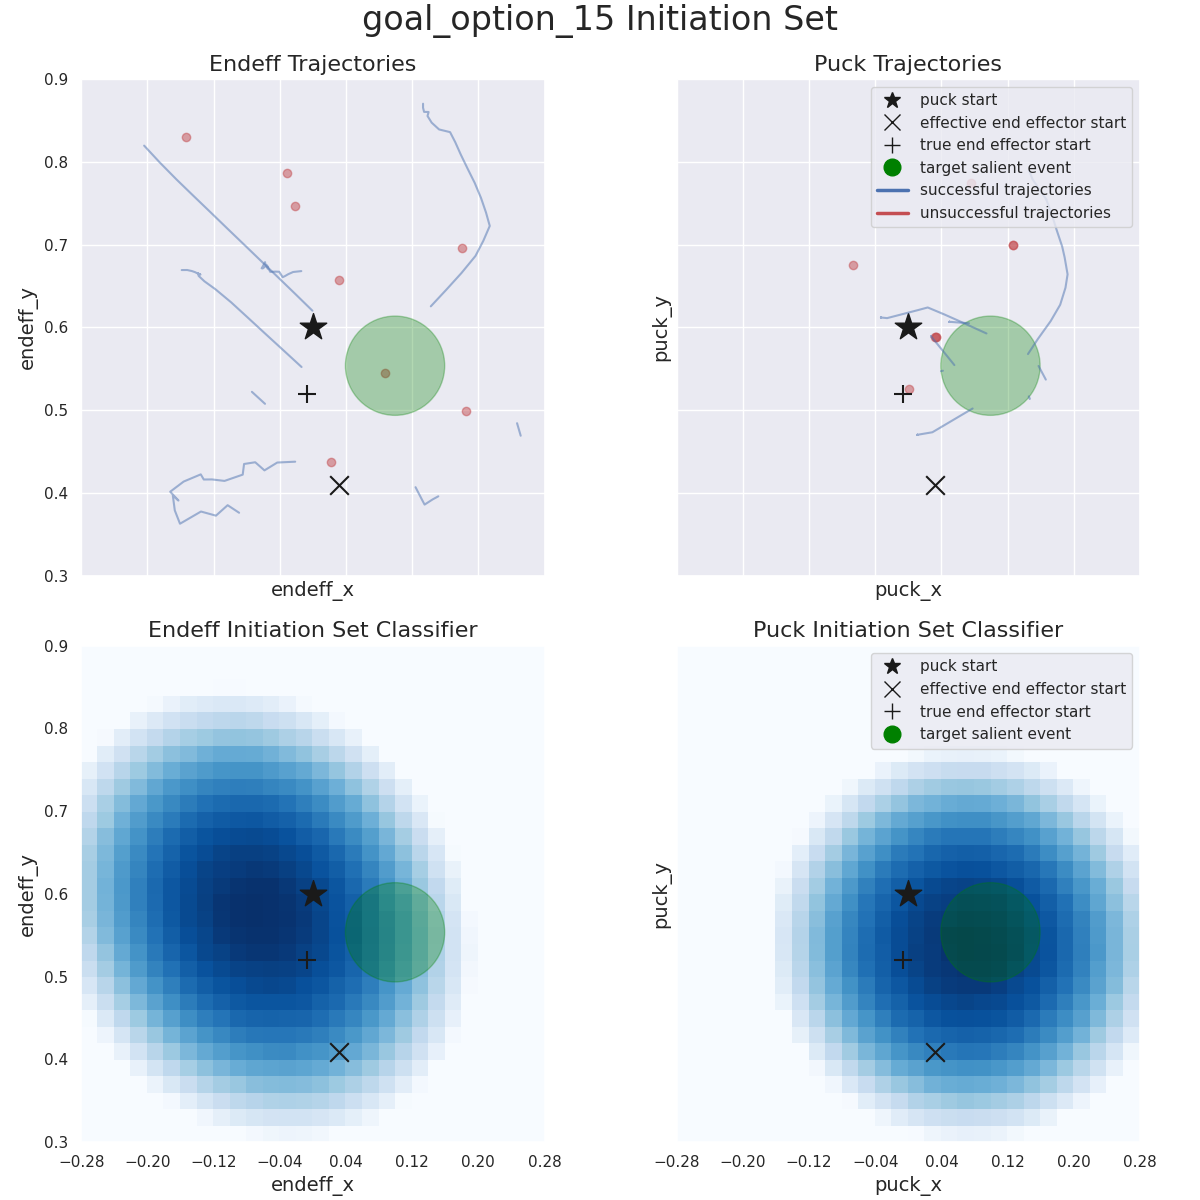 goal_option_15 Initiation Set
Endeff Trajectories
0.9
0.8
0.7
0.6
0.5
0.4
0.3
endeff_y
endeff_x
Puck Trajectories
puck start
effective end effector start
true end effector start
target salient event
successful trajectories
unsuccessful trajectories
puck_y
puck_x
Endeff Initiation Set Classifier
0.9
0.8
0.7
0.6
0.5
0.4
0.3
endeff_y
−0.28 −0.20 −0.12 −0.04 0.04 0.12 0.20 0.28
endeff_x
Puck Initiation Set Classifier
puck start
effective end effector start
true end effector start
target salient event
puck_y
−0.28 −0.20 −0.12 −0.04 0.04 0.12 0.20 0.28
puck_x